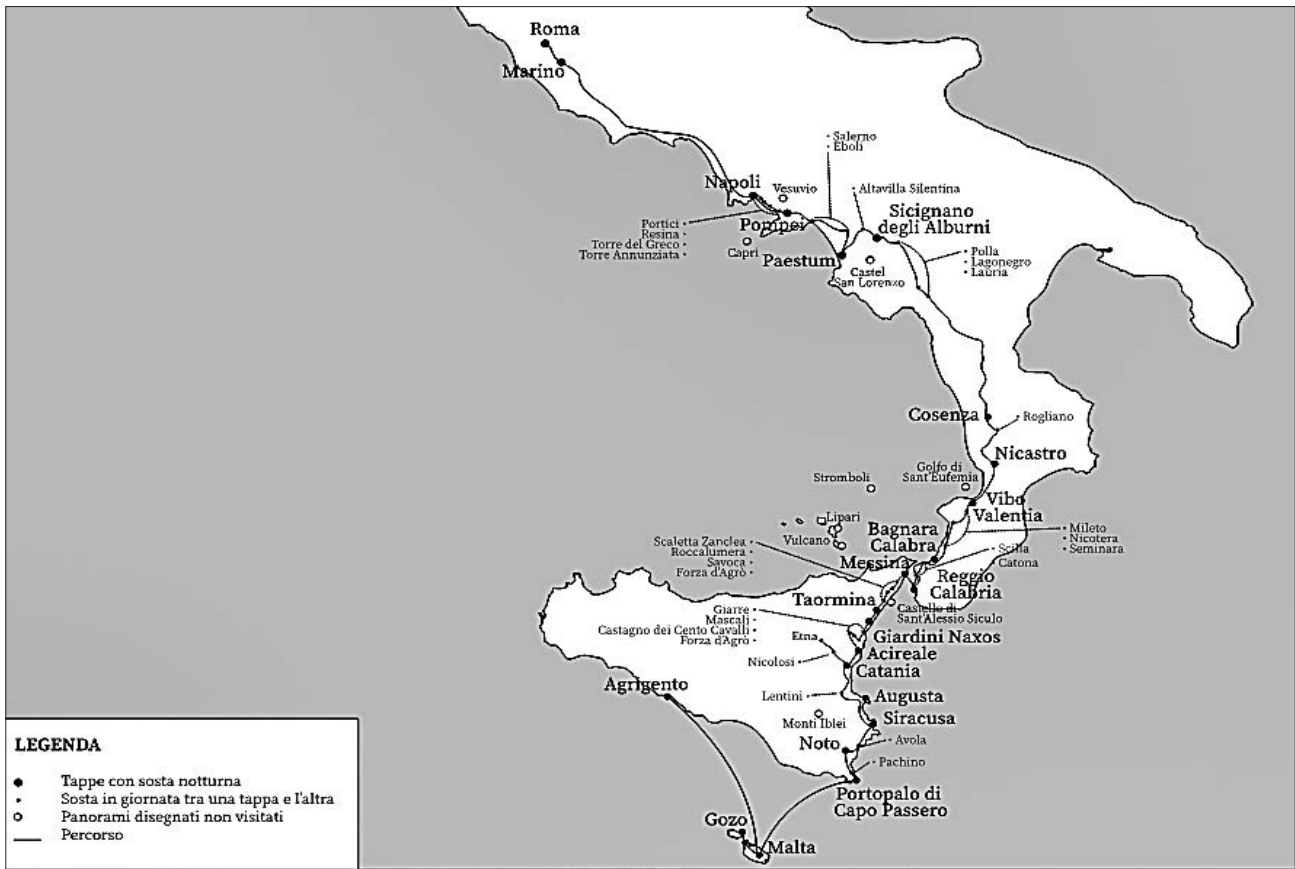 Roma
Marino
Salerno
Eboli
Napoli
Vesuvio
Altavilla Silentina
Portici
Resina
Torre del Greco
Torre Annunziata
Pompei
Capri
Sicignano
degli Alburni
Paestum
Castel
San Lorenzo
Polla
Lagonegro
Lauria
Cosenza
Rogliano
Nicastro
Stromboli
Golfo di
Sant'Eufemia
Vibo
Valentia
Lipari
Vulcano
Bagnara
Calabra
Mileto
Nicotera
Seminara
Scaletta Zanclea
Roccalumera
Savoca
Forza d'Agrò
Messina
Scilla
Catona
Reggio
Calabria
Taormina
Castello di
Sant'Alessio Siculo
Giarre
Mascali
Castagno dei Cento Cavalli
Forza d'Agrò
Giardini Naxos
Etna
Acireale
Nicolosi
Catania
Agrigento
Lentini
Augusta
Monti Iblei
Siracusa
Noto
Avola
Pachino
Portopalo di
Capo Passero
Gozo
Malta
LEGENDA
Tappe con sosta notturna
Sosta in giornata tra una tappa e l'altra
Panorami disegnati non visitati
Percorso